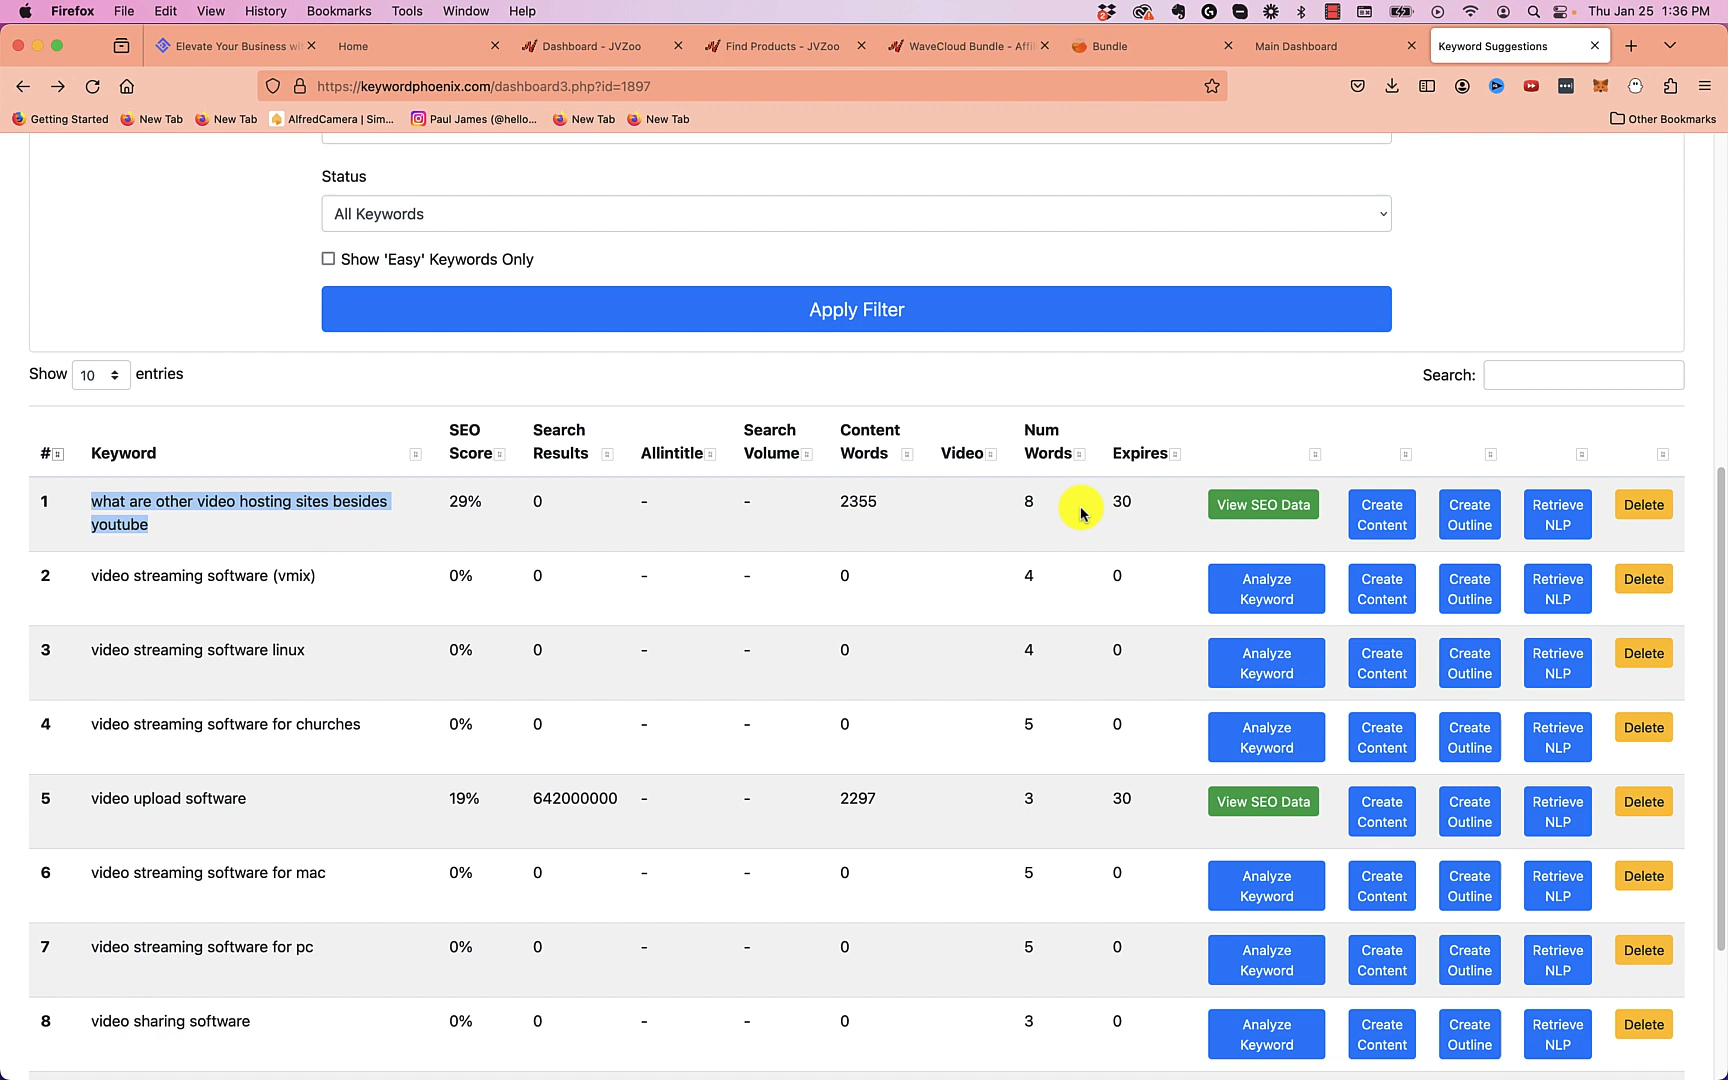 Firefox File Edit View History Bookmarks Tools Window Help Thu Jan 25 1:36 PM
Elevate Your Business wi Home Dashboard - JVZoo Find Products - JVZoo WaveCloud Bundle - Affi Bundle Main Dashboard Keyword Suggestions
https://keywordphoenix.com/dashboard3.php?id=1897
Getting Started New Tab New Tab AlfredCamera | Sim... Paul James (@hello... New Tab New Tab Other Bookmarks
Status
All Keywords
Show 'Easy' Keywords Only
Apply Filter
Show 10 entries Search:
# Keyword SEO Score Search Results Allintitle Search Volume Content Words Video Num Words Expires
1 what are other video hosting sites besides youtube 29% 0 - - 2355 8 30 View SEO Data Create Content Create Outline Retrieve NLP Delete
2 video streaming software (vmix) 0% 0 - - 0 4 0 Analyze Keyword Create Content Create Outline Retrieve NLP Delete
3 video streaming software linux 0% 0 - - 0 4 0 Analyze Keyword Create Content Create Outline Retrieve NLP Delete
4 video streaming software for churches 0% 0 - - 0 5 0 Analyze Keyword Create Content Create Outline Retrieve NLP Delete
5 video upload software 19% 642000000 - - 2297 3 30 View SEO Data Create Content Create Outline Retrieve NLP Delete
6 video streaming software for mac 0% 0 - - 0 5 0 Analyze Keyword Create Content Create Outline Retrieve NLP Delete
7 video streaming software for pc 0% 0 - - 0 5 0 Analyze Keyword Create Content Create Outline Retrieve NLP Delete
8 video sharing software 0% 0 - - 0 3 0 Analyze Keyword Create Content Create Outline Retrieve NLP Delete